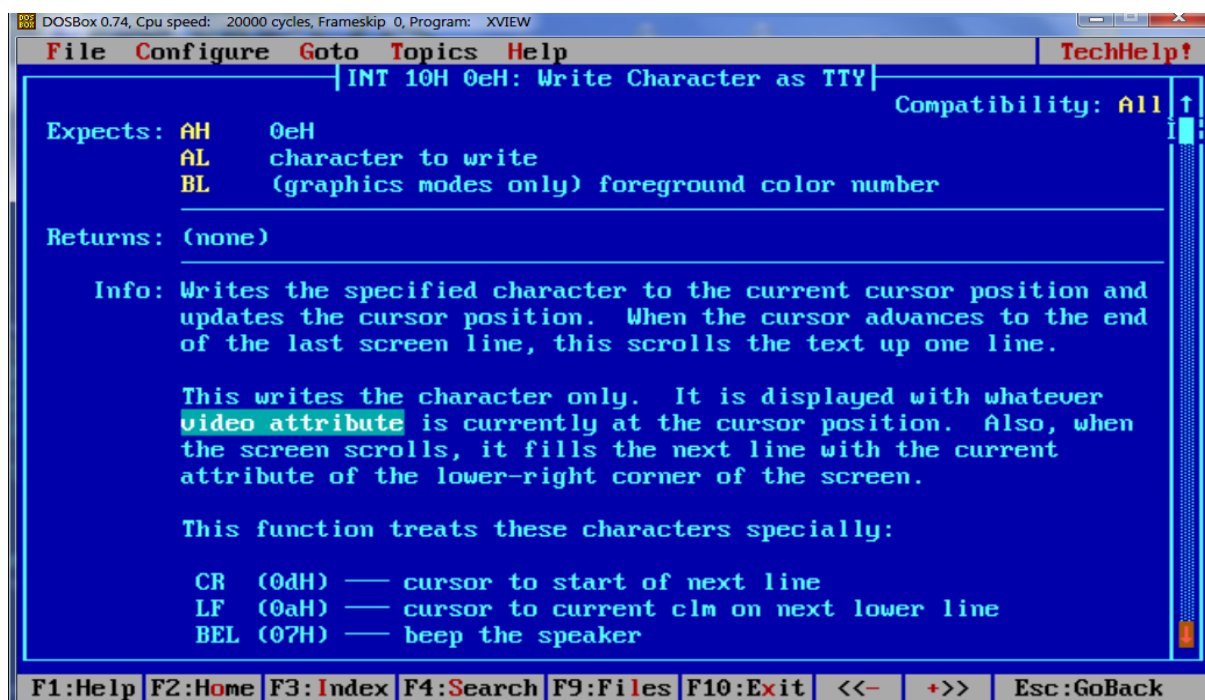 DOSBox 0.74, Cpu speed: 20000 cycles, Frameskip 0, Program: XVIEW
File Configure Goto Topics Help TechHelp!
INT 10H 0eH: Write Character as TTY
Compatibility: All
Expects: AH 0eH
AL character to write
BL (graphics modes only) foreground color number
Returns: (none)
Info: Writes the specified character to the current cursor position and
updates the cursor position. When the cursor advances to the end
of the last screen line, this scrolls the text up one line.
This writes the character only. It is displayed with whatever
video attribute is currently at the cursor position. Also, when
the screen scrolls, it fills the next line with the current
attribute of the lower-right corner of the screen.
This function treats these characters specially:
CR (0dH) —— cursor to start of next line
LF (0aH) —— cursor to current clm on next lower line
BEL (07H) —— beep the speaker
F1:Help F2:Home F3:Index F4:Search F9:Files F10:Exit <<- +>> Esc:GoBack